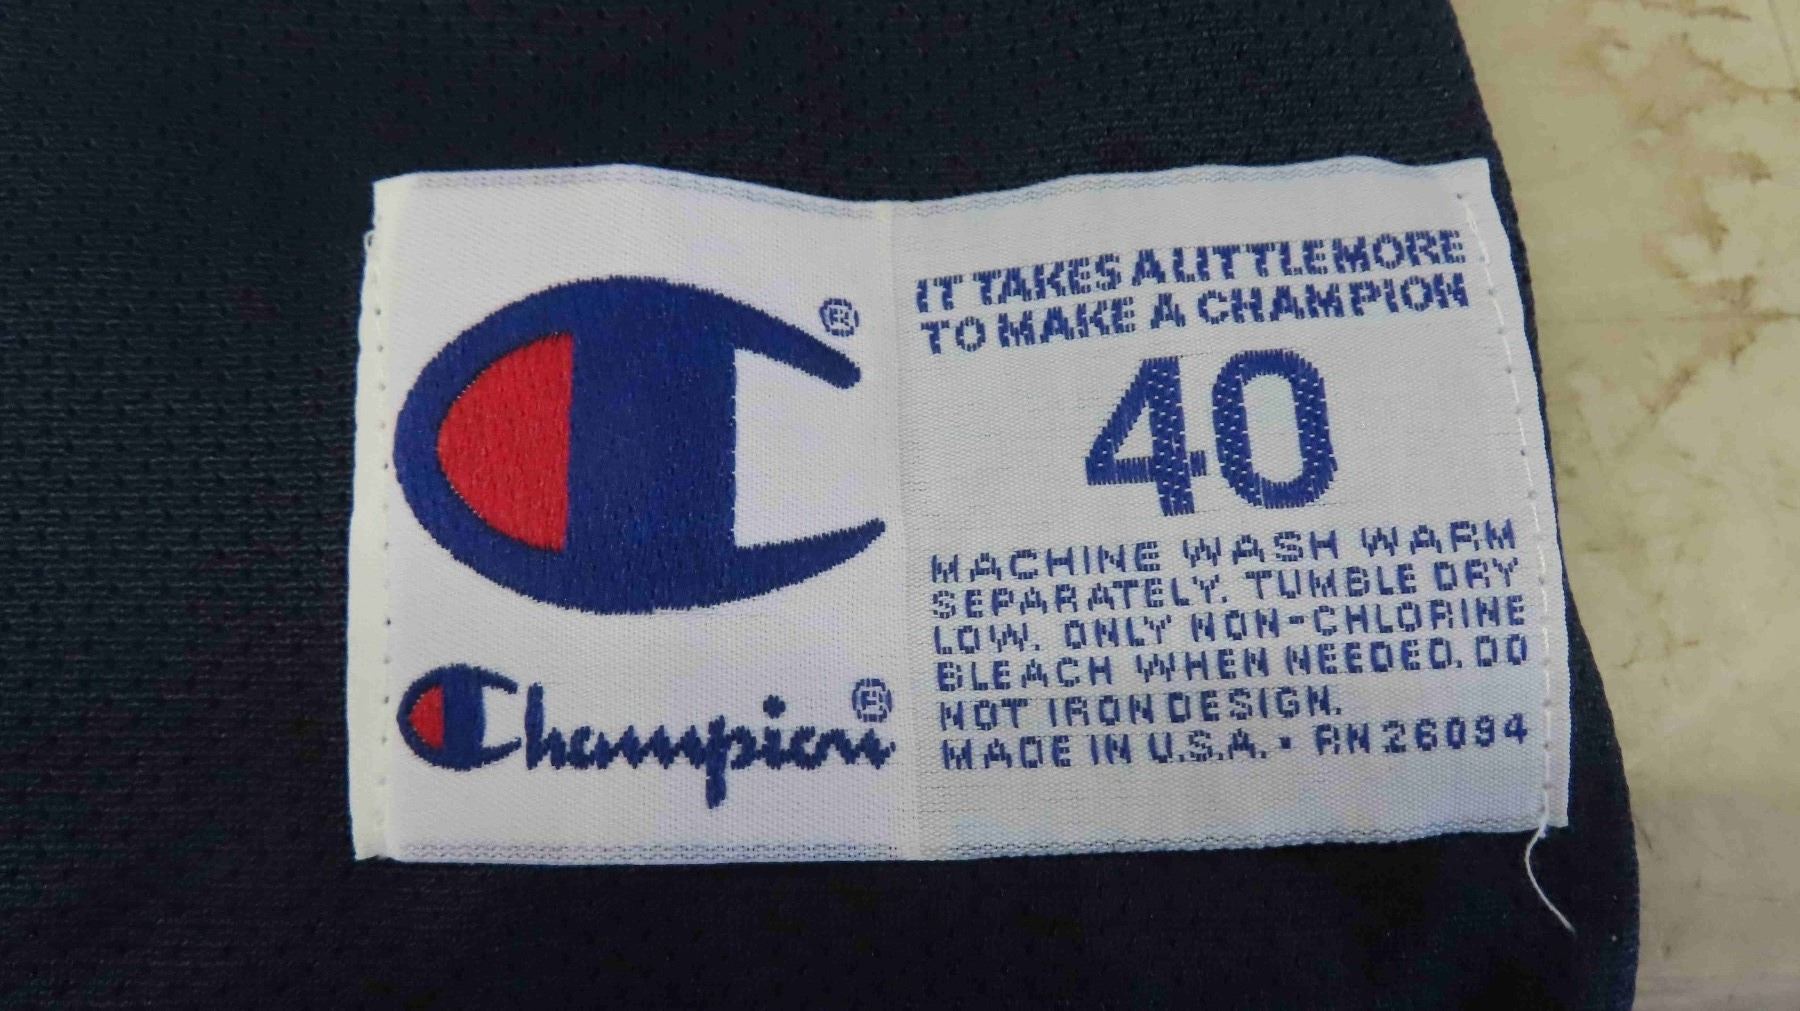 ®
Champion®
IT TAKES A LITTLE MORE
TO MAKE A CHAMPION
40
MACHINE WASH WARM
SEPARATELY. TUMBLE DRY
LOW. ONLY NON-CHLORINE
BLEACH WHEN NEEDED. DO
NOT IRON DESIGN.
MADE IN U.S.A. • RN 26094